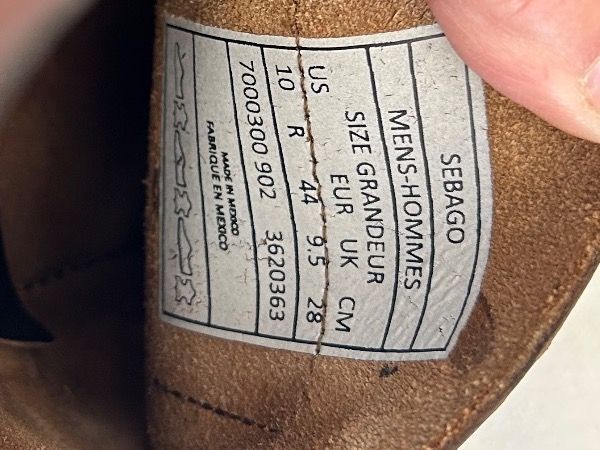 SEBAGO
MENS-HOMMES
SIZE GRANDEUR
US EUR UK CM
10 R 44 9.5 28
7000300 902 3620363
MADE IN MEXICO
FABRIQUE EN MEXICO